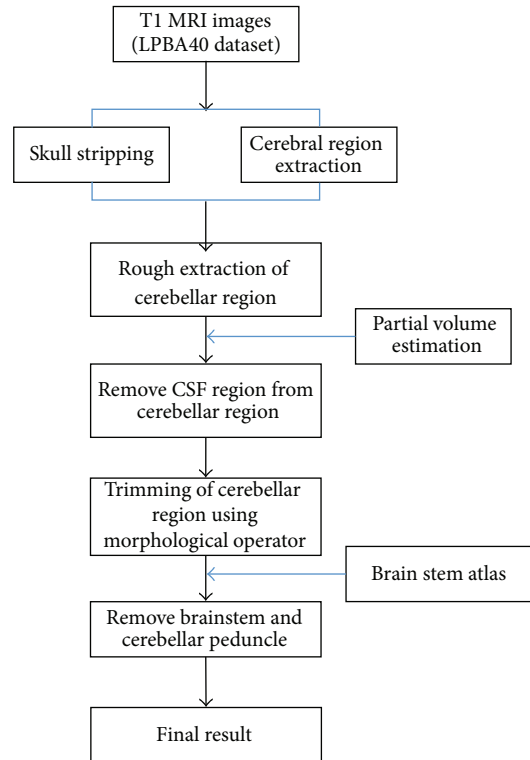 T1 MRI images
(LPBA40 dataset)
Skull stripping
Cerebral region
extraction
Rough extraction of
cerebellar region
Partial volume
estimation
Remove CSF region from
cerebellar region
Trimming of cerebellar
region using
morphological operator
Brain stem atlas
Remove brainstem and
cerebellar peduncle
Final result